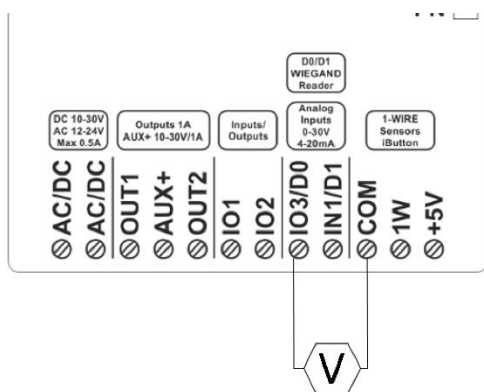 D0/D1
WIEGAND
Reader
DC 10-30V
AC 12-24V
Max 0.5A
Outputs 1A
AUX+ 10-30V/1A
Inputs/
Outputs
Analog
Inputs
0-30V
4-20mA
1-WIRE
Sensors
iButton
AC/DC
AC/DC
OUT1
AUX+
OUT2
IO1
IO2
IO3/D0
IN1/D1
COM
1W
+5V
V